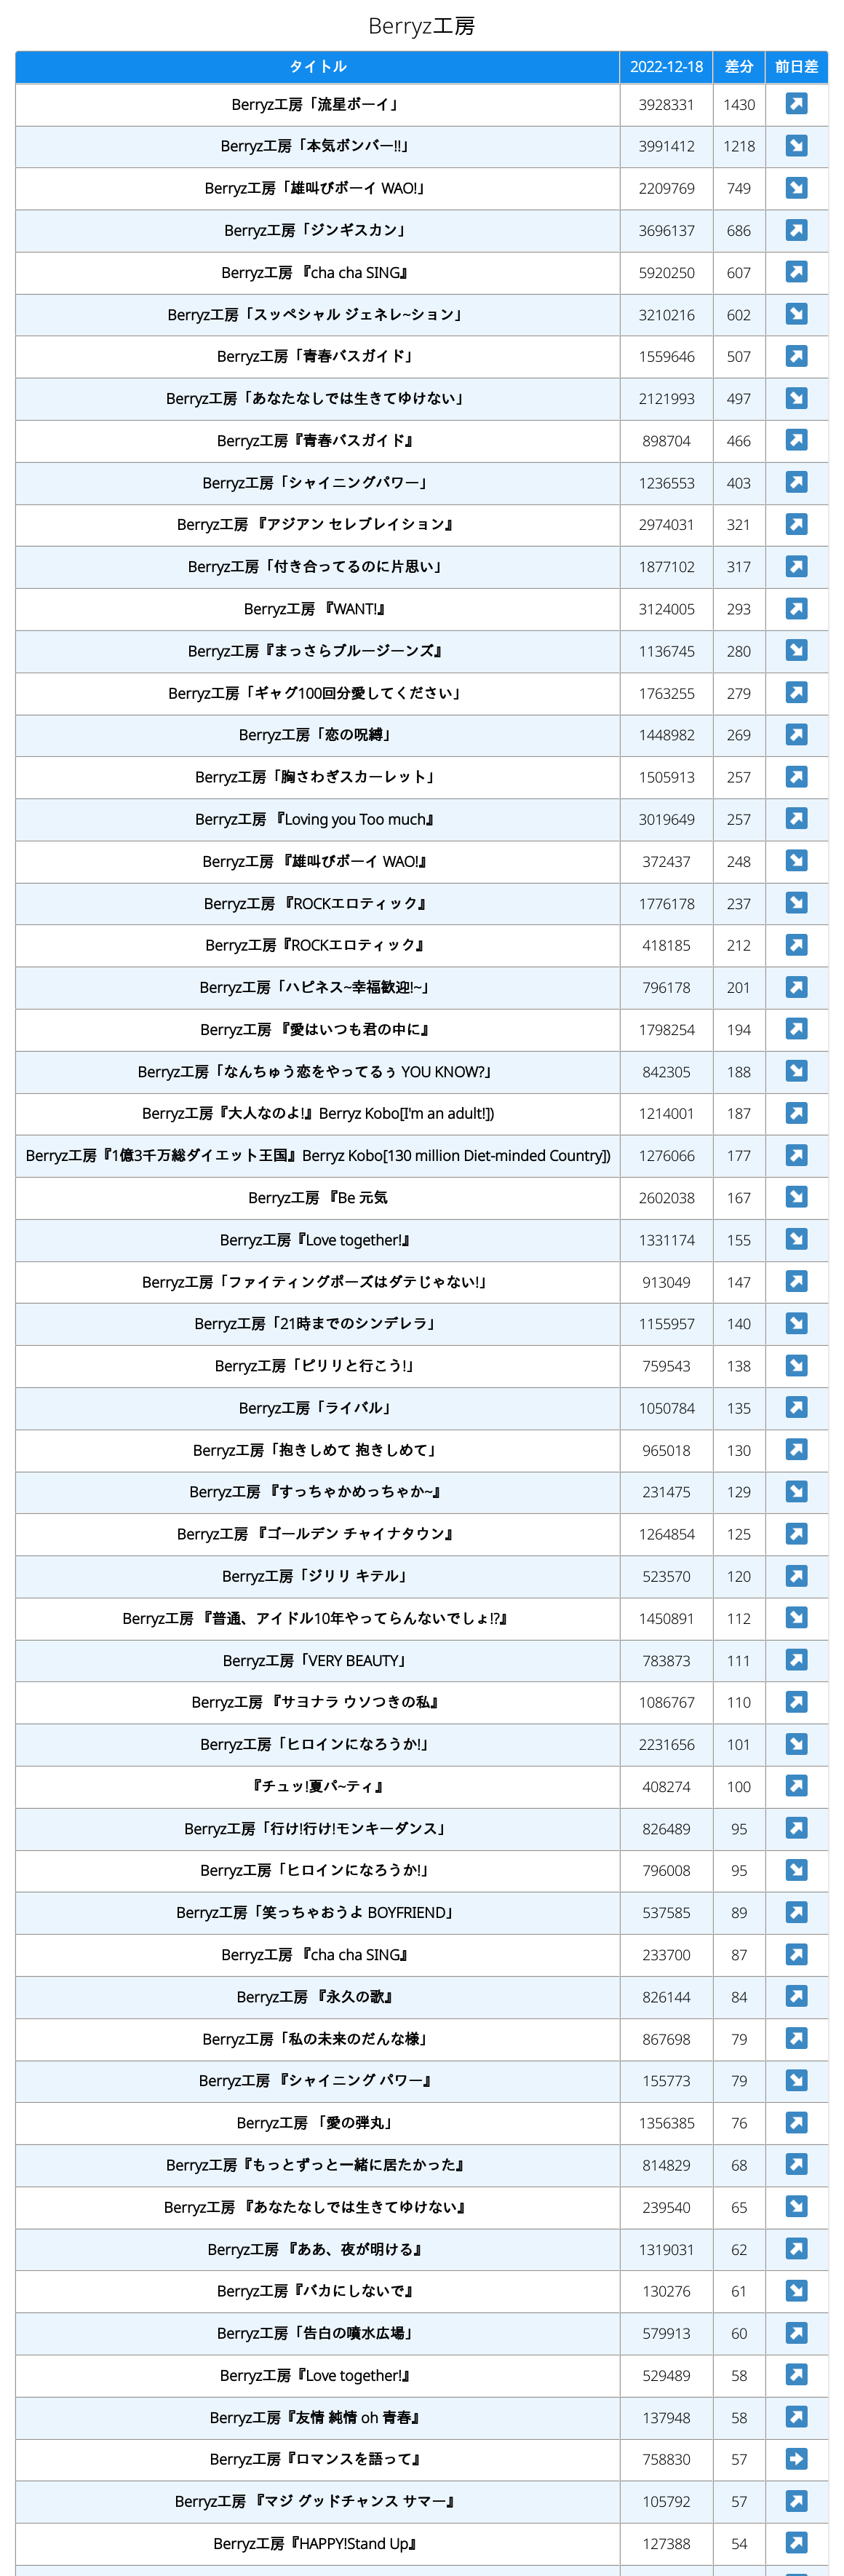 Berryz工房
タイトル 2022-12-18 差分 前日差
Berryz工房「流星ボーイ」 3928331 1430 ↗
Berryz工房「本気ボンバー!!」 3991412 1218 ↘
Berryz工房「雄叫びボーイ WAO!」 2209769 749 ↘
Berryz工房「ジンギスカン」 3696137 686 ↗
Berryz工房 『cha cha SING』 5920250 607 ↗
Berryz工房「スッペシャル ジェネレ~ション」 3210216 602 ↘
Berryz工房「青春バスガイド」 1559646 507 ↗
Berryz工房「あなたなしでは生きてゆけない」 2121993 497 ↘
Berryz工房『青春バスガイド』 898704 466 ↗
Berryz工房「シャイニングパワー」 1236553 403 ↗
Berryz工房 『アジアン セレブレイション』 2974031 321 ↗
Berryz工房「付き合ってるのに片思い」 1877102 317 ↗
Berryz工房 『WANT!』 3124005 293 ↗
Berryz工房『まっさらブルージーンズ』 1136745 280 ↘
Berryz工房「ギャグ100回分愛してください」 1763255 279 ↗
Berryz工房「恋の呪縛」 1448982 269 ↗
Berryz工房「胸さわぎスカーレット」 1505913 257 ↗
Berryz工房 『Loving you Too much』 3019649 257 ↗
Berryz工房 『雄叫びボーイ WAO!』 372437 248 ↘
Berryz工房 『ROCKエロティック』 1776178 237 ↘
Berryz工房『ROCKエロティック』 418185 212 ↗
Berryz工房「ハピネス~幸福歓迎!~」 796178 201 ↗
Berryz工房 『愛はいつも君の中に』 1798254 194 ↗
Berryz工房「なんちゅう恋をやってるぅ YOU KNOW?」 842305 188 ↘
Berryz工房『大人なのよ!』Berryz Kobo[I'm an adult!]) 1214001 187 ↗
Berryz工房『1億3千万総ダイエット王国』Berryz Kobo[130 million Diet-minded Country]) 1276066 177 ↗
Berryz工房 『Be 元気 2602038 167 ↘
Berryz工房『Love together!』 1331174 155 ↘
Berryz工房「ファイティングポーズはダテじゃない!」 913049 147 ↗
Berryz工房「21時までのシンデレラ」 1155957 140 ↘
Berryz工房「ピリリと行こう!」 759543 138 ↘
Berryz工房「ライバル」 1050784 135 ↗
Berryz工房「抱きしめて 抱きしめて」 965018 130 ↗
Berryz工房 『すっちゃかめっちゃか~』 231475 129 ↘
Berryz工房 『ゴールデン チャイナタウン』 1264854 125 ↗
Berryz工房「ジリリ キテル」 523570 120 ↗
Berryz工房 『普通、アイドル10年やってらんないでしょ!?』 1450891 112 ↘
Berryz工房「VERY BEAUTY」 783873 111 ↗
Berryz工房 『サヨナラ ウソつきの私』 1086767 110 ↗
Berryz工房「ヒロインになろうか!」 2231656 101 ↘
『チュッ!夏パ~ティ』 408274 100 ↗
Berryz工房「行け!行け!モンキーダンス」 826489 95 ↗
Berryz工房「ヒロインになろうか!」 796008 95 ↘
Berryz工房「笑っちゃおうよ BOYFRIEND」 537585 89 ↗
Berryz工房 『cha cha SING』 233700 87 ↗
Berryz工房 『永久の歌』 826144 84 ↗
Berryz工房「私の未来のだんな様」 867698 79 ↗
Berryz工房 『シャイニング パワー』 155773 79 ↘
Berryz工房 「愛の弾丸」 1356385 76 ↗
Berryz工房『もっとずっと一緒に居たかった』 814829 68 ↗
Berryz工房 『あなたなしでは生きてゆけない』 239540 65 ↘
Berryz工房 『ああ、夜が明ける』 1319031 62 ↗
Berryz工房『バカにしないで』 130276 61 ↘
Berryz工房「告白の噴水広場」 579913 60 ↗
Berryz工房『Love together!』 529489 58 ↗
Berryz工房『友情 純情 oh 青春』 137948 58 ↗
Berryz工房『ロマンスを語って』 758830 57 ➡
Berryz工房 『マジ グッドチャンス サマー』 105792 57 ↗
Berryz工房『HAPPY!Stand Up』 127388 54 ↗